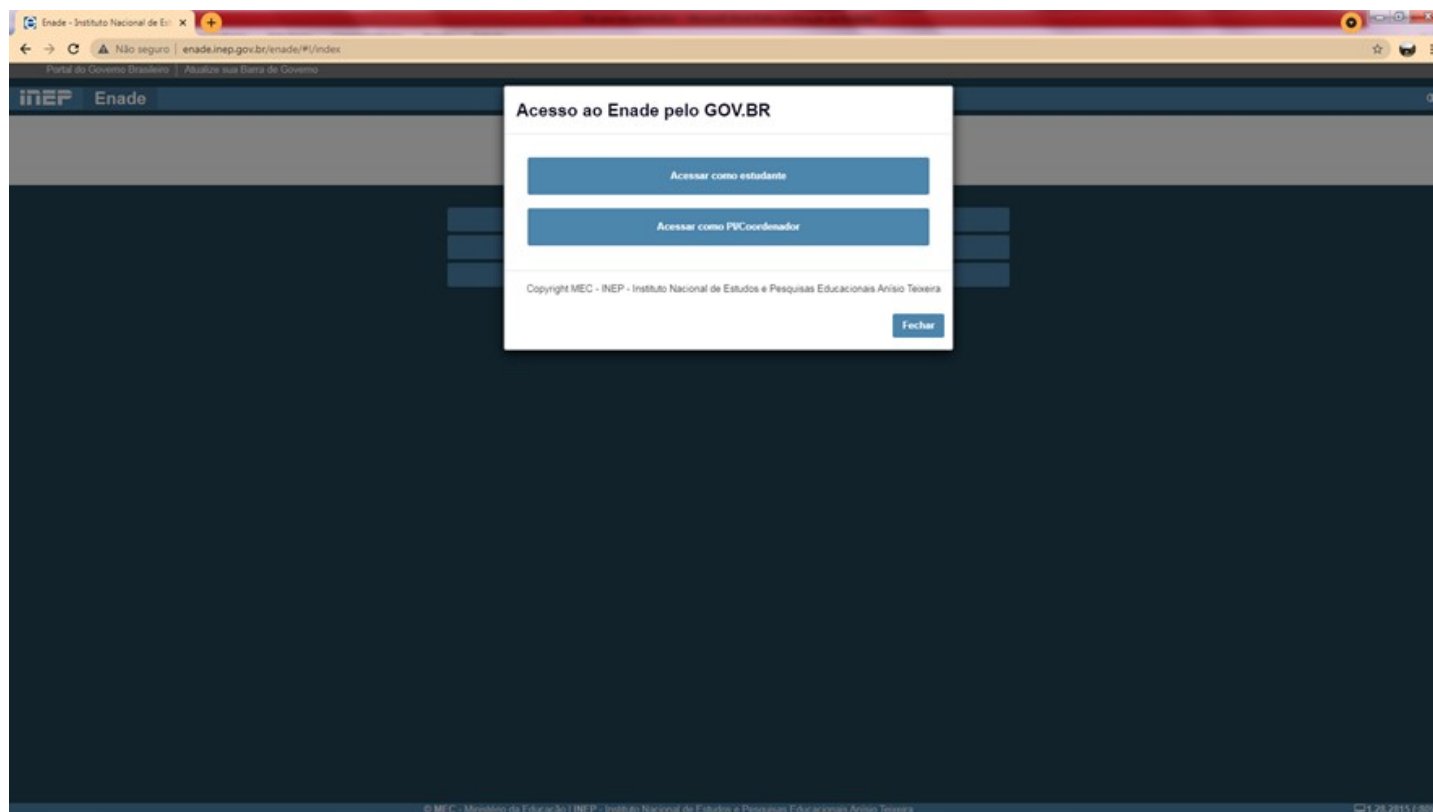 Enade - Instituto Nacional de Est
Não seguro | enade.inep.gov.br/enade/#!/index
Portal do Governo Brasileiro | Atualize sua Barra de Governo
inep Enade
Acesso ao Enade pelo GOV.BR
Acessar como estudante
Acessar como PI/Coordenador
Copyright MEC - INEP - Instituto Nacional de Estudos e Pesquisas Educacionais Anísio Teixeira
Fechar
© MEC - Ministério da Educação | INEP - Instituto Nacional de Estudos e Pesquisas Educacionais Anísio Teixeira